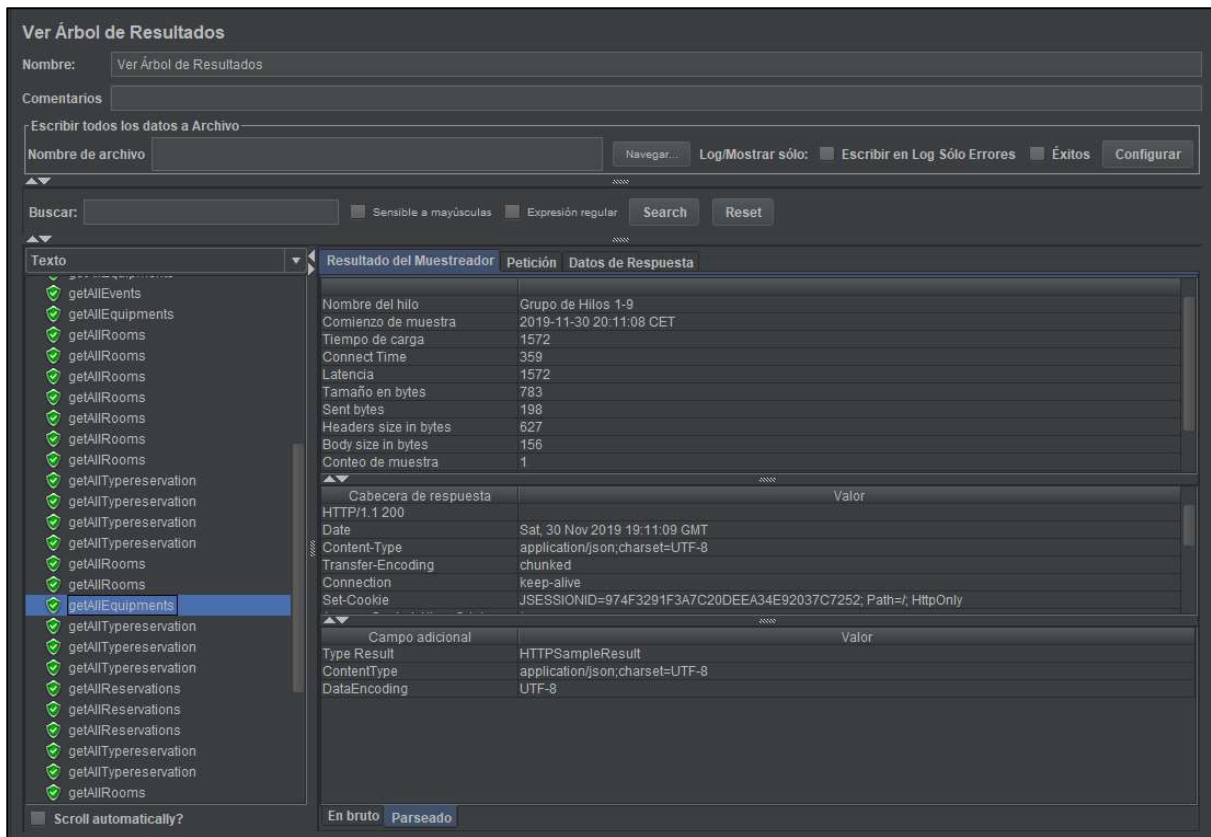 Ver Árbol de Resultados
Nombre: Ver Árbol de Resultados
Comentarios
Escribir todos los datos a Archivo
Nombre de archivo Navegar... Log/Mostrar sólo: Escribir en Log Sólo Errores Éxitos Configurar
Buscar: Sensible a mayúsculas Expresión regular Search Reset
Texto
getAllEvents
getAllEquipments
getAllRooms
getAllRooms
getAllRooms
getAllRooms
getAllRooms
getAllRooms
getAllRooms
getAllTypereservation
getAllTypereservation
getAllTypereservation
getAllTypereservation
getAllRooms
getAllRooms
getAllEquipments
getAllTypereservation
getAllTypereservation
getAllTypereservation
getAllReservations
getAllReservations
getAllReservations
getAllTypereservation
getAllTypereservation
getAllRooms
Scroll automatically?
Resultado del Muestreador Petición Datos de Respuesta
Nombre del hilo Grupo de Hilos 1-9
Comienzo de muestra 2019-11-30 20:11:08 CET
Tiempo de carga 1572
Connect Time 359
Latencia 1572
Tamaño en bytes 783
Sent bytes 198
Headers size in bytes 627
Body size in bytes 156
Conteo de muestra 1
Cabecera de respuesta Valor
HTTP/1.1 200
Date Sat, 30 Nov 2019 19:11:09 GMT
Content-Type application/json;charset=UTF-8
Transfer-Encoding chunked
Connection keep-alive
Set-Cookie JSESSIONID=974F3291F3A7C20DEEA34E92037C7252; Path=/; HttpOnly
Campo adicional Valor
Type Result HTTPSampleResult
ContentType application/json;charset=UTF-8
DataEncoding UTF-8
En bruto Parseado